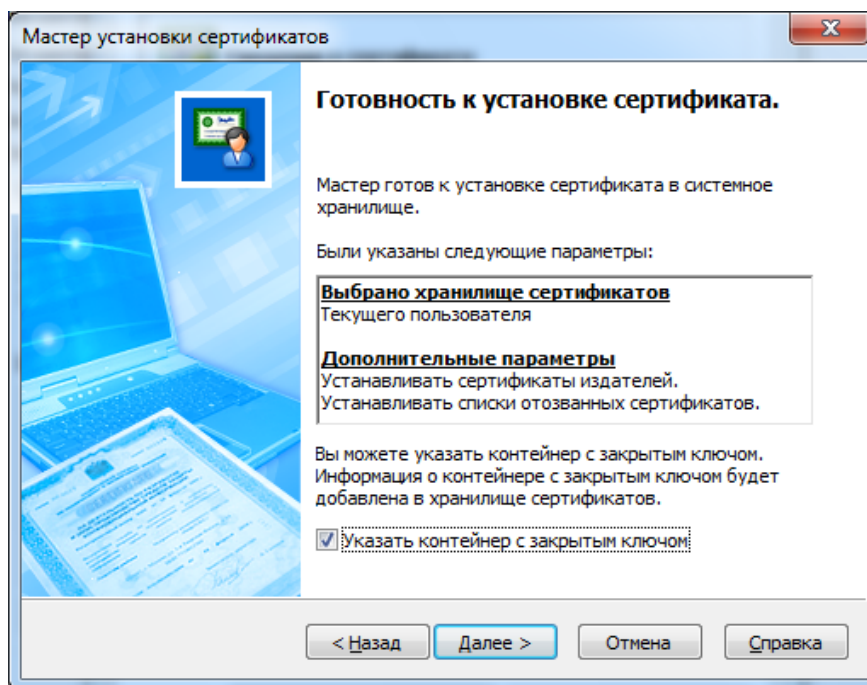 Мастер установки сертификатов
Готовность к установке сертификата.
Мастер готов к установке сертификата в системное
хранилище.
Были указаны следующие параметры:
Выбрано хранилище сертификатов
Текущего пользователя
Дополнительные параметры
Устанавливать сертификаты издателей.
Устанавливать списки отозванных сертификатов.
Вы можете указать контейнер с закрытым ключом.
Информация о контейнере с закрытым ключом будет
добавлена в хранилище сертификатов.
Указать контейнер с закрытым ключом
< Назад Далее > Отмена Справка